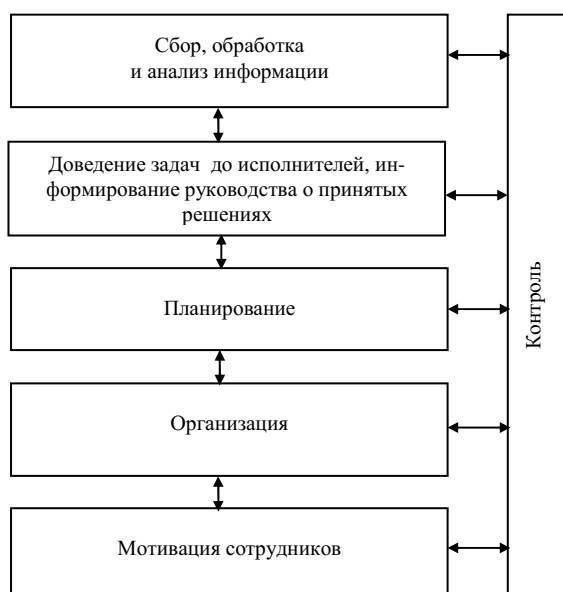 Сбор, обработка
и анализ информации
Доведение задач до исполнителей, ин-
формирование руководства о принятых
решениях
Планирование
Организация
Мотивация сотрудников
Контроль